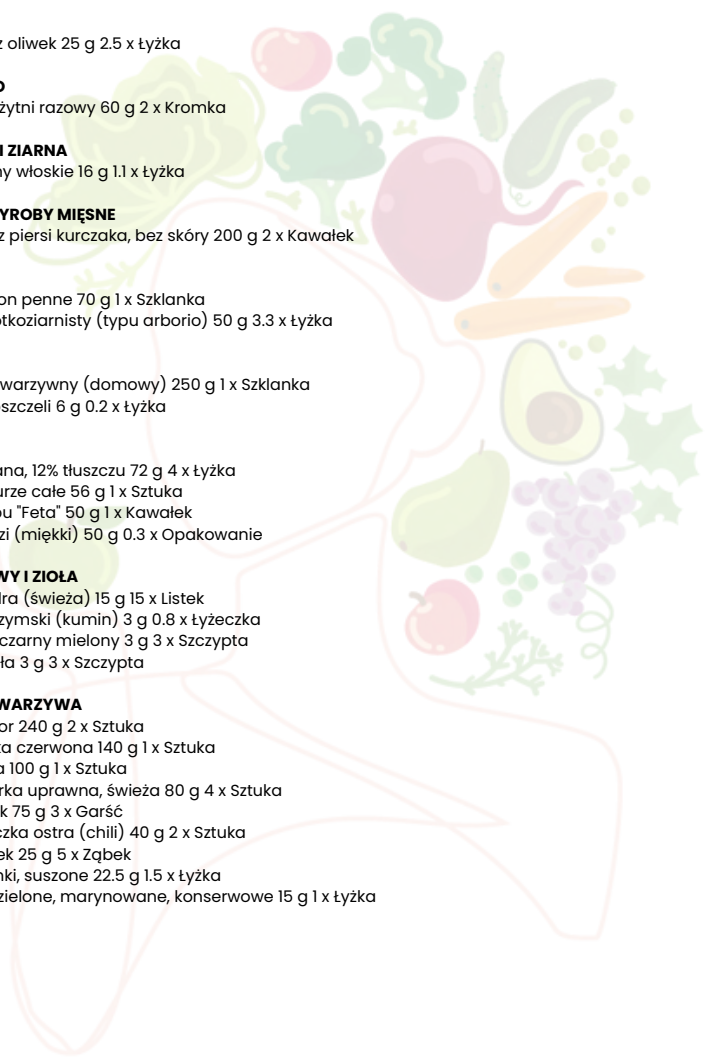 z oliwek 25 g 2.5 x Łyżka
O
żytni razowy 60 g 2 x Kromka
I ZIARNA
ny włoskie 16 g 1.1 x Łyżka
YROBY MIĘSNE
z piersi kurczaka, bez skóry 200 g 2 x Kawałek
on penne 70 g 1 x Szklanka
ótkoziarnisty (typu arborio) 50 g 3.3 x Łyżka
warzywny (domowy) 250 g 1 x Szklanka
szczeli 6 g 0.2 x Łyżka
ana, 12% tłuszczu 72 g 4 x Łyżka
urze całe 56 g 1 x Sztuka
pu "Feta" 50 g 1 x Kawałek
zi (miękki) 50 g 0.3 x Opakowanie
WY I ZIOŁA
dra (świeża) 15 g 15 x Listek
zymski (kumin) 3 g 0.8 x Łyżeczka
czarny mielony 3 g 3 x Szczypta
ła 3 g 3 x Szczypta
WARZYWA
or 240 g 2 x Sztuka
ka czerwona 140 g 1 x Sztuka
a 100 g 1 x Sztuka
rka uprawna, świeża 80 g 4 x Sztuka
k 75 g 3 x Garść
czka ostra (chili) 40 g 2 x Sztuka
ek 25 g 5 x Ząbek
nki, suszone 22.5 g 1.5 x Łyżka
zielone, marynowane, konserwowe 15 g 1 x Łyżka